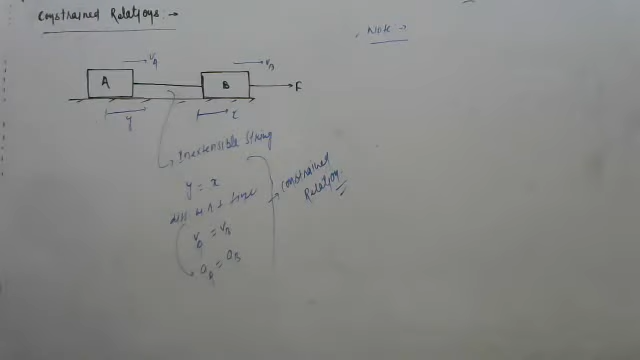 Constrained Relations :→
Note :→
V_A
V_B
A
B
F
y
x
Inextensible String
y = x
diff. w.r.t time
V_A = V_B
a_A = a_B
Constrained
Relation